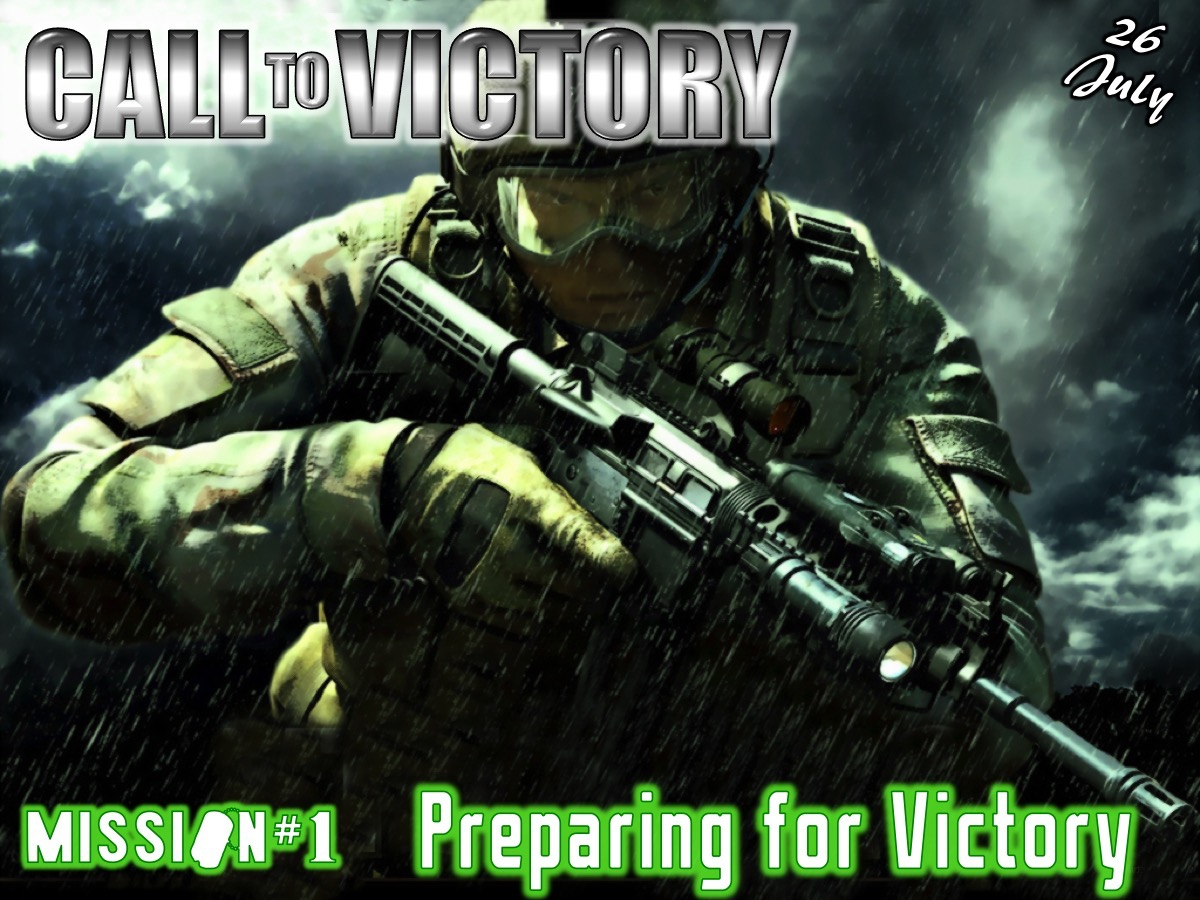 CALL TO VICTORY
26
July
MISSION #1
Preparing for Victory